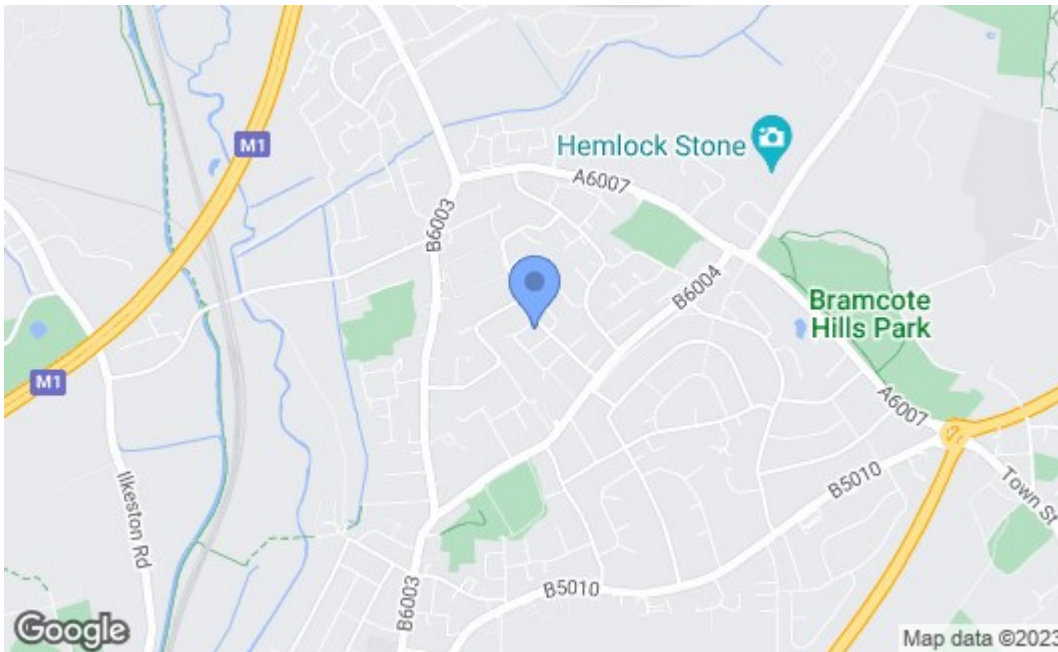 M1
Hemlock Stone
A6007
B6003
B6004
Bramcote
Hills Park
M1
A6007
Ilkeston Rd
B5010
Town St
B5010
B6003
Google
Map data ©2023